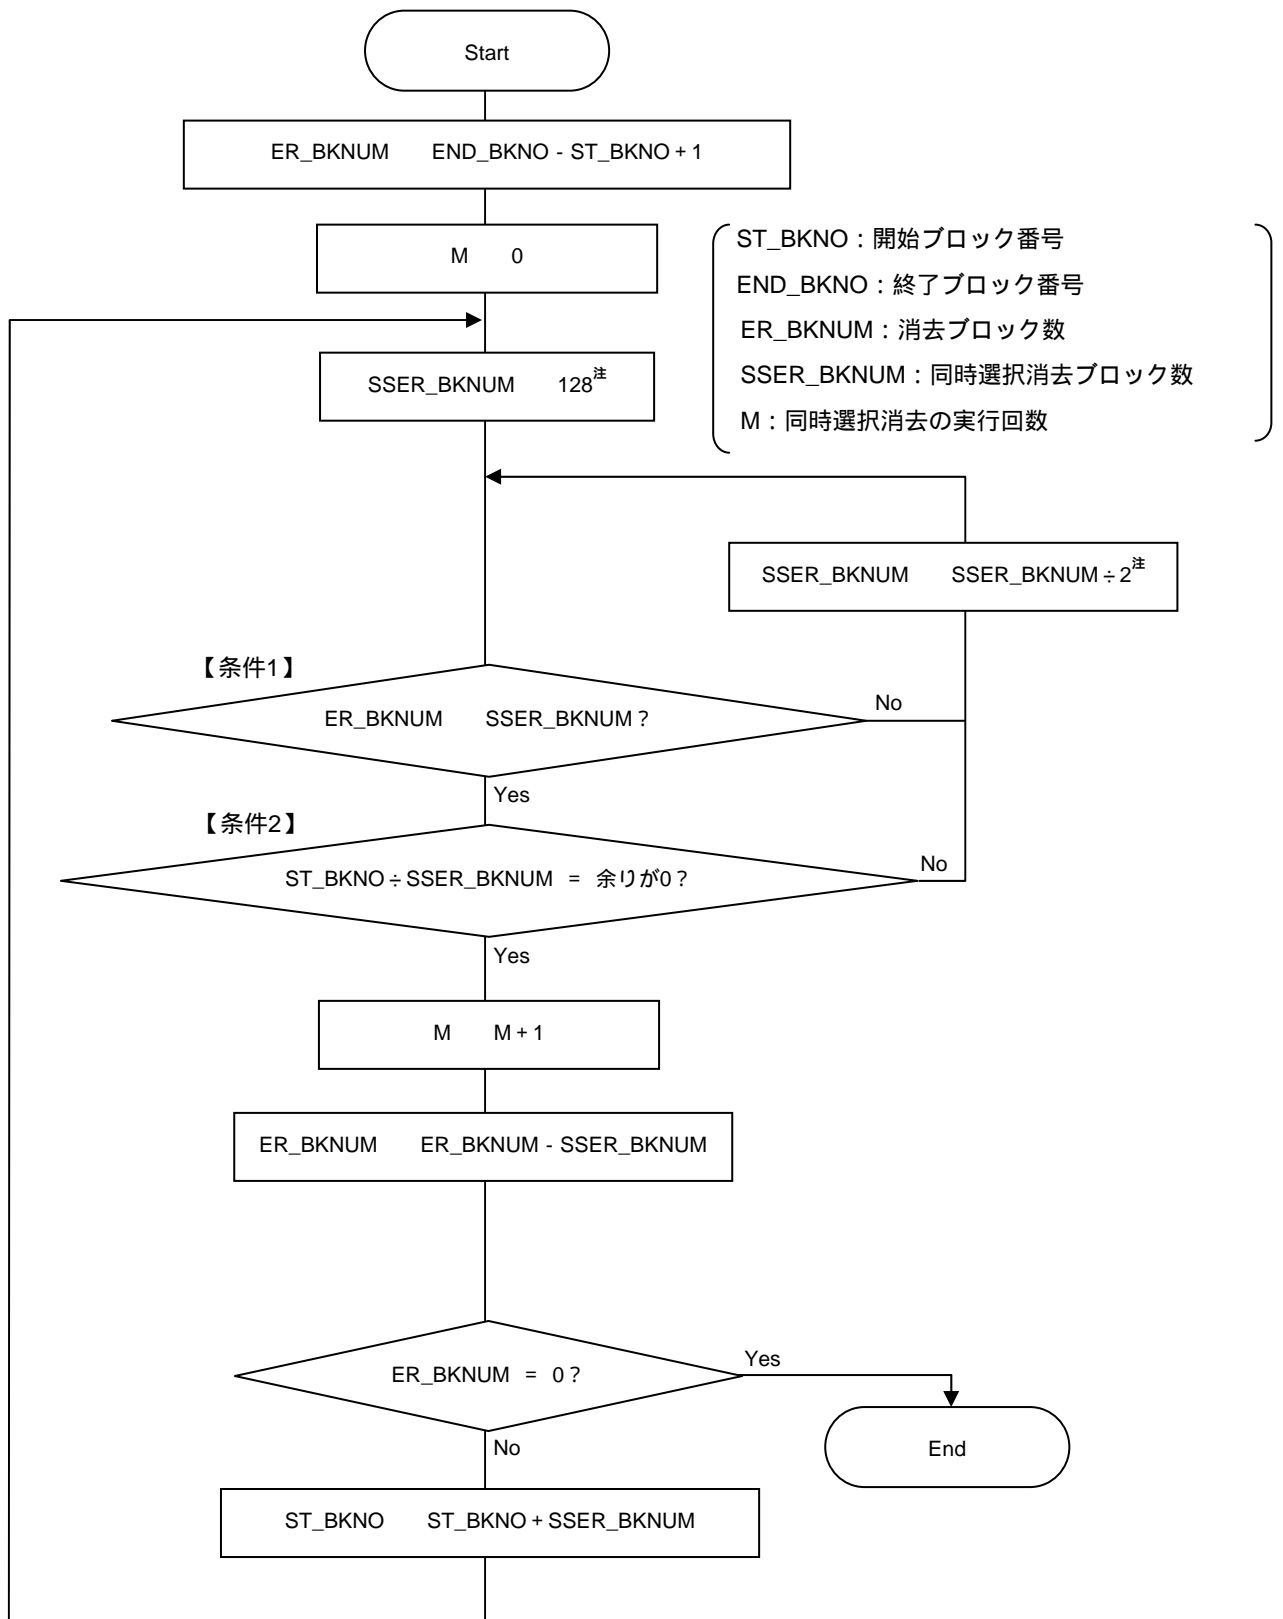 Start
ER_BKNUM END_BKNO - ST_BKNO + 1
M 0
ST_BKNO：開始ブロック番号
END_BKNO：終了ブロック番号
ER_BKNUM：消去ブロック数
SSER_BKNUM：同時選択消去ブロック数
M：同時選択消去の実行回数
SSER_BKNUM 128注
SSER_BKNUM SSER_BKNUM÷2注
【条件1】
ER_BKNUM SSER_BKNUM？
No
Yes
【条件2】
ST_BKNO÷SSER_BKNUM = 余りが0？
No
Yes
M M + 1
ER_BKNUM ER_BKNUM - SSER_BKNUM
ER_BKNUM = 0？
Yes
End
No
ST_BKNO ST_BKNO + SSER_BKNUM